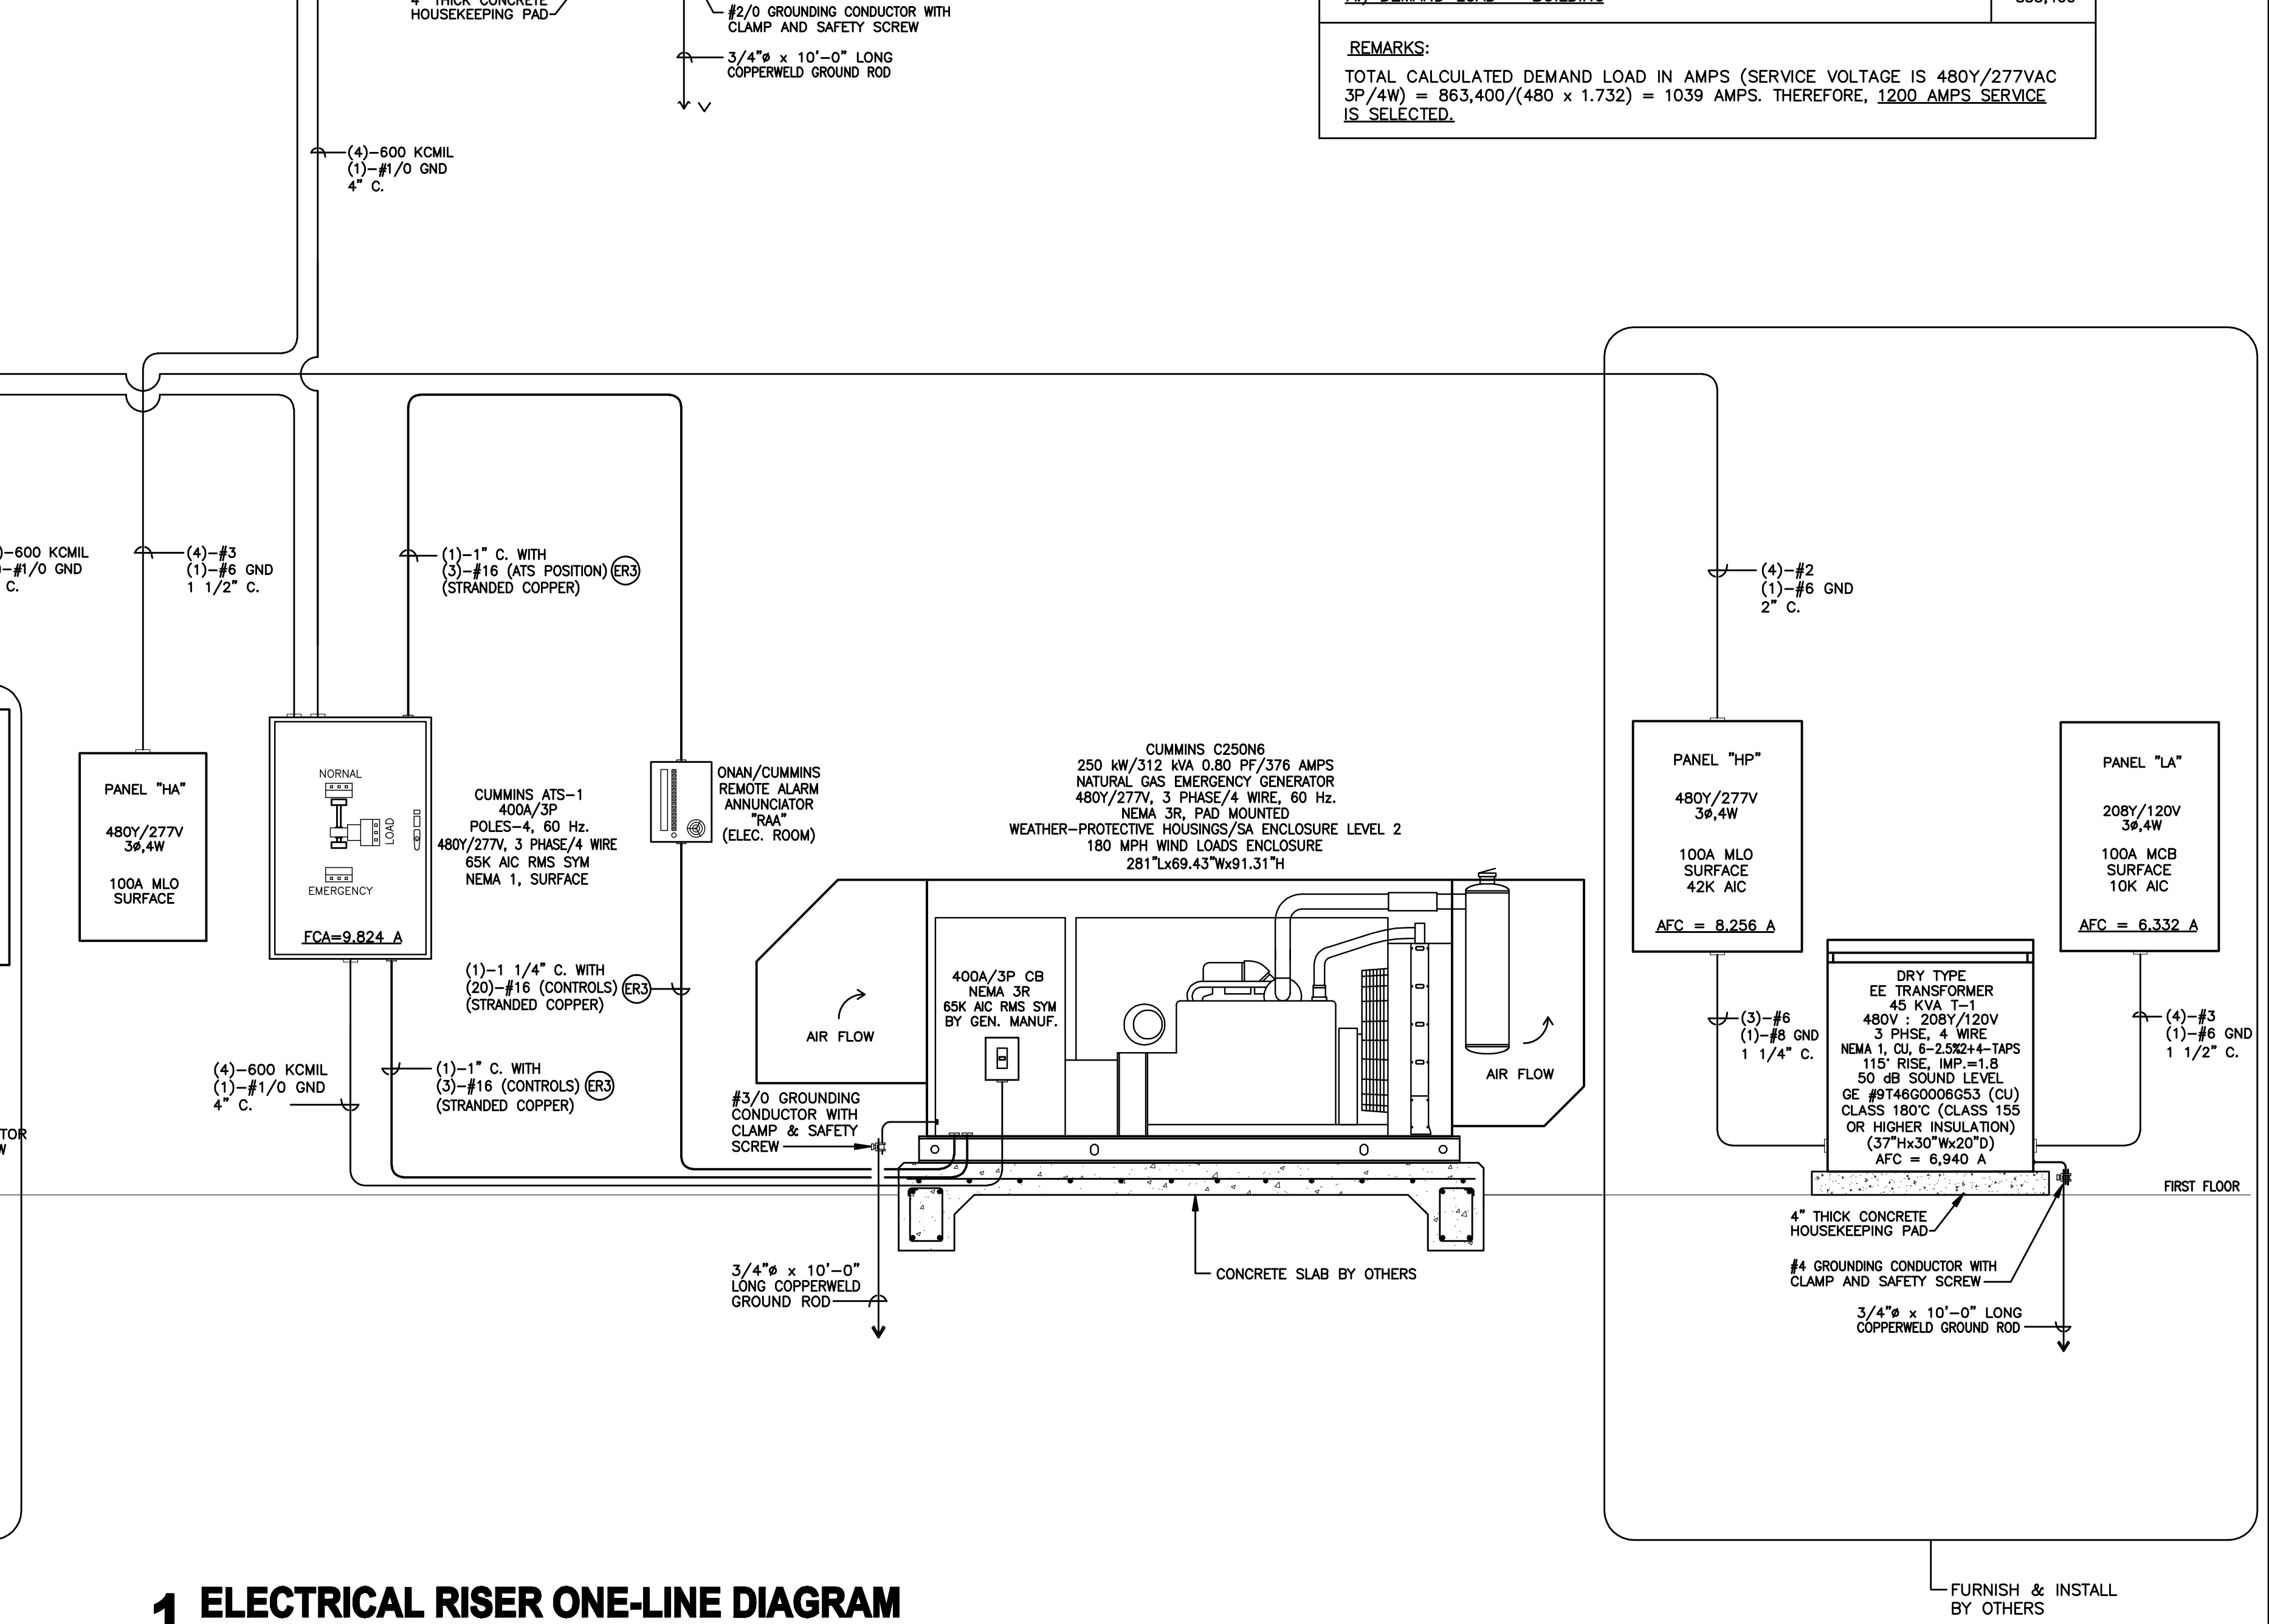 HOUSEKEEPING PAD
#2/0 GROUNDING CONDUCTOR WITH
CLAMP AND SAFETY SCREW
3/4"ø x 10'-0" LONG
COPPERWELD GROUND ROD
REMARKS:
TOTAL CALCULATED DEMAND LOAD IN AMPS (SERVICE VOLTAGE IS 480Y/277VAC
3P/4W) = 863,400/(480 x 1.732) = 1039 AMPS. THEREFORE, 1200 AMPS SERVICE
IS SELECTED.
(4)-600 KCMIL
(1)-#1/0 GND
4" C.
)-600 KCMIL
-#1/0 GND
C.
(4)-#3
(1)-#6 GND
1 1/2" C.
(1)-1" C. WITH
(3)-#16 (ATS POSITION) ER3
(STRANDED COPPER)
(4)-#2
(1)-#6 GND
2" C.
PANEL "HA"
480Y/277V
3ø,4W
100A MLO
SURFACE
NORNAL
LOAD
EMERGENCY
FCA=9,824 A
CUMMINS ATS-1
400A/3P
POLES-4, 60 Hz.
480Y/277V, 3 PHASE/4 WIRE
65K AIC RMS SYM
NEMA 1, SURFACE
ONAN/CUMMINS
REMOTE ALARM
ANNUNCIATOR
"RAA"
(ELEC. ROOM)
CUMMINS C250N6
250 kW/312 kVA 0.80 PF/376 AMPS
NATURAL GAS EMERGENCY GENERATOR
480Y/277V, 3 PHASE/4 WIRE, 60 Hz.
NEMA 3R, PAD MOUNTED
WEATHER-PROTECTIVE HOUSINGS/SA ENCLOSURE LEVEL 2
180 MPH WIND LOADS ENCLOSURE
281"Lx69.43"Wx91.31"H
PANEL "HP"
480Y/277V
3ø,4W
100A MLO
SURFACE
42K AIC
AFC = 8,256 A
PANEL "LA"
208Y/120V
3ø,4W
100A MCB
SURFACE
10K AIC
AFC = 6,332 A
(1)-1 1/4" C. WITH
(20)-#16 (CONTROLS) ER3
(STRANDED COPPER)
AIR FLOW
400A/3P CB
NEMA 3R
65K AIC RMS SYM
BY GEN. MANUF.
AIR FLOW
(3)-#6
(1)-#8 GND
1 1/4" C.
DRY TYPE
EE TRANSFORMER
45 KVA T-1
480V : 208Y/120V
3 PHSE, 4 WIRE
NEMA 1, CU, 6-2.5%2+4-TAPS
115° RISE, IMP.=1.8
50 dB SOUND LEVEL
GE #9T46G0006G53 (CU)
CLASS 180°C (CLASS 155
OR HIGHER INSULATION)
(37"Hx30"Wx20"D)
AFC = 6,940 A
(4)-#3
(1)-#6 GND
1 1/2" C.
(4)-600 KCMIL
(1)-#1/0 GND
4" C.
(1)-1" C. WITH
(3)-#16 (CONTROLS) ER3
(STRANDED COPPER)
#3/0 GROUNDING
CONDUCTOR WITH
CLAMP & SAFETY
SCREW
TOR
FIRST FLOOR
4" THICK CONCRETE
HOUSEKEEPING PAD
#4 GROUNDING CONDUCTOR WITH
CLAMP AND SAFETY SCREW
3/4"ø x 10'-0" LONG
COPPERWELD GROUND ROD
3/4"ø x 10'-0"
LONG COPPERWELD
GROUND ROD
CONCRETE SLAB BY OTHERS
FURNISH & INSTALL
BY OTHERS
1 ELECTRICAL RISER ONE-LINE DIAGRAM